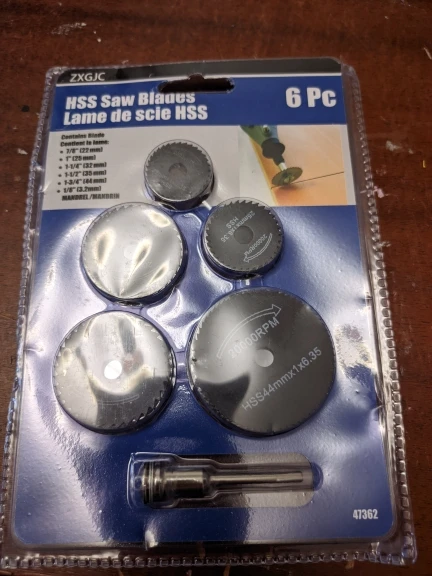 ZXGJC
HSS Saw Blades
Lame de scie HSS
6 Pc
Contains Blade
Contient la lame:
• 7/8" (22 mm)
• 1" (25 mm)
• 1-1/4" (32 mm)
• 1-1/2" (35 mm)
• 1-3/4" (44 mm)
• 1/8" (3.2mm)
MANDREL/MANDRIN
HSS
20000RPM
HSS44mmx1x6.35
47362